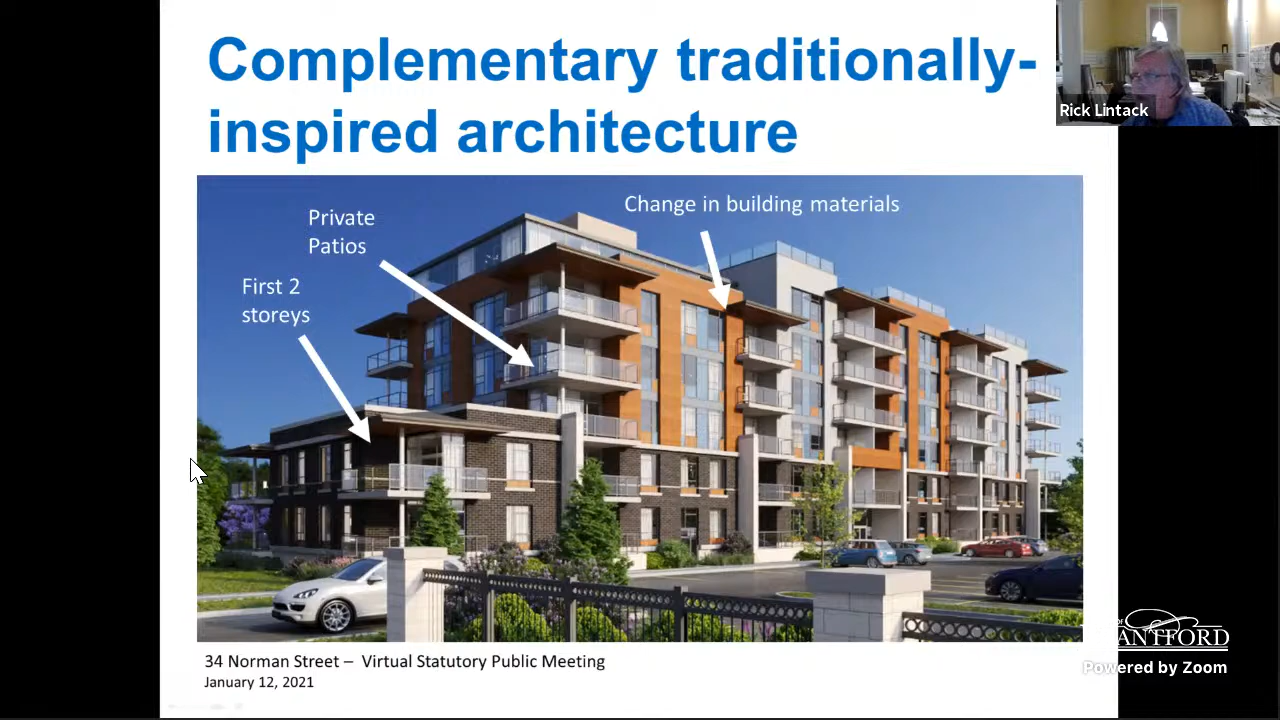 Complementary traditionally-
inspired architecture
Rick Lintack
Change in building materials
Private
Patios
First 2
storeys
34 Norman Street – Virtual Statutory Public Meeting
January 12, 2021
ANTFORD
Powered by Zoom